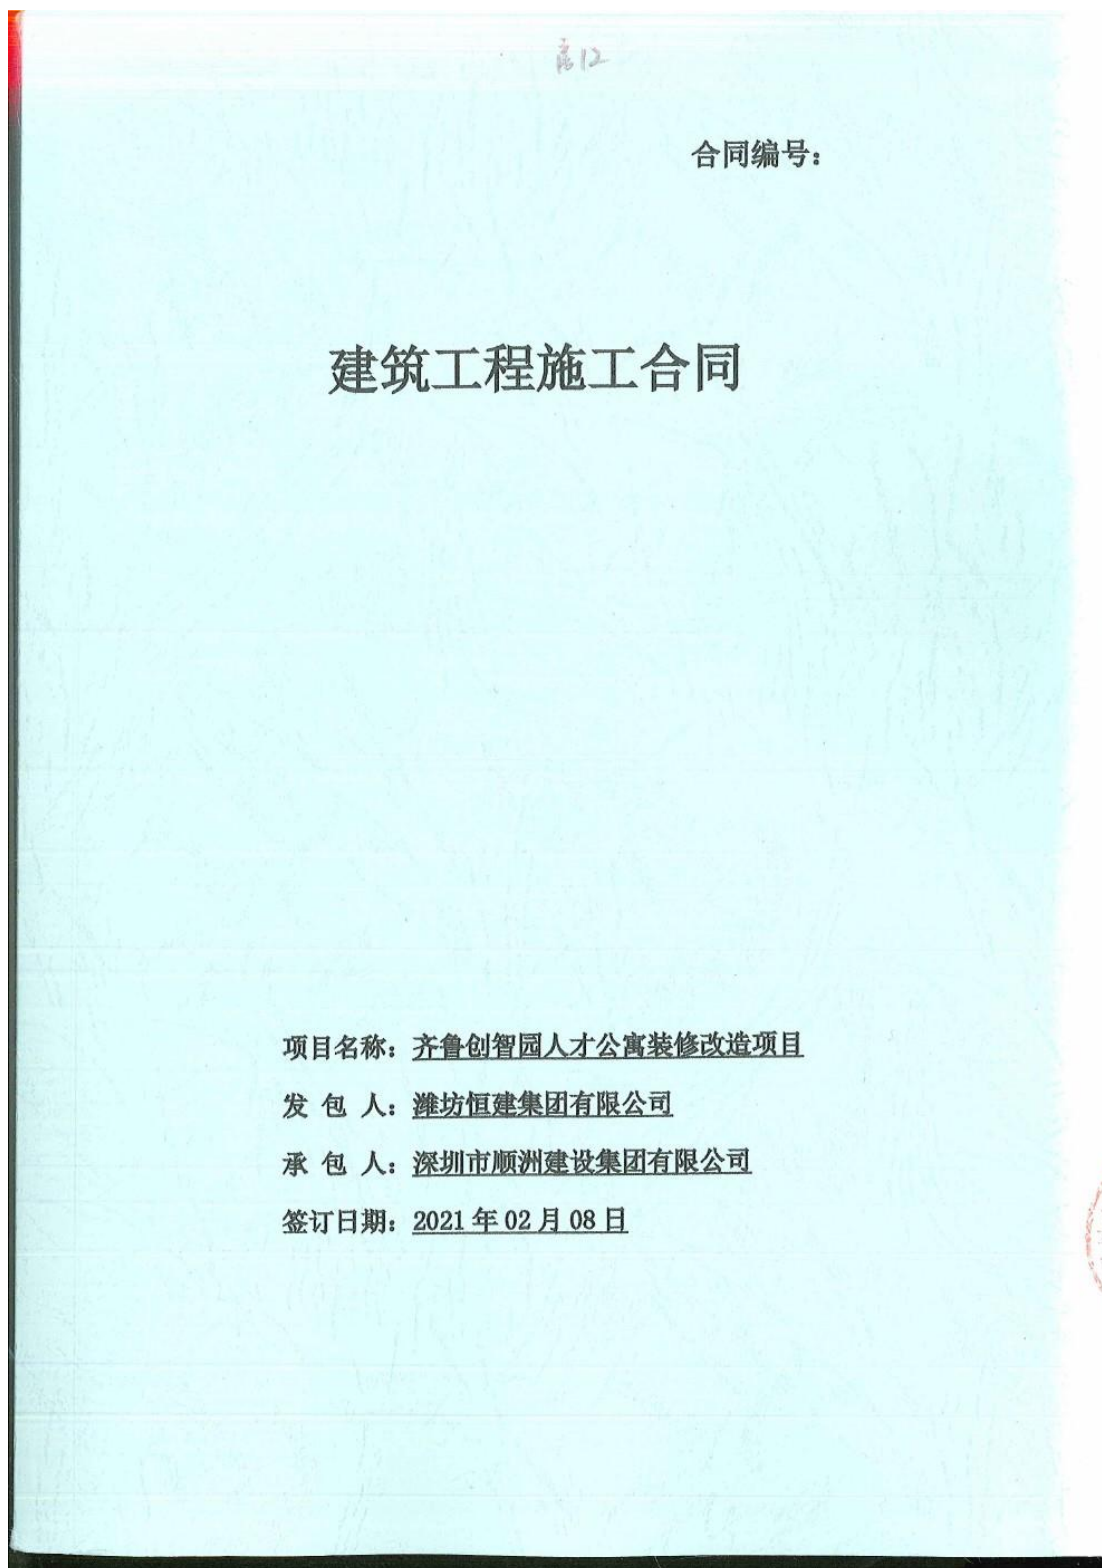 12
合同编号：
建筑工程施工合同
项目名称：齐鲁创智园人才公寓装修改造项目
发 包 人：潍坊恒建集团有限公司
承 包 人：深圳市顺洲建设集团有限公司
签订日期：2021年02月08日